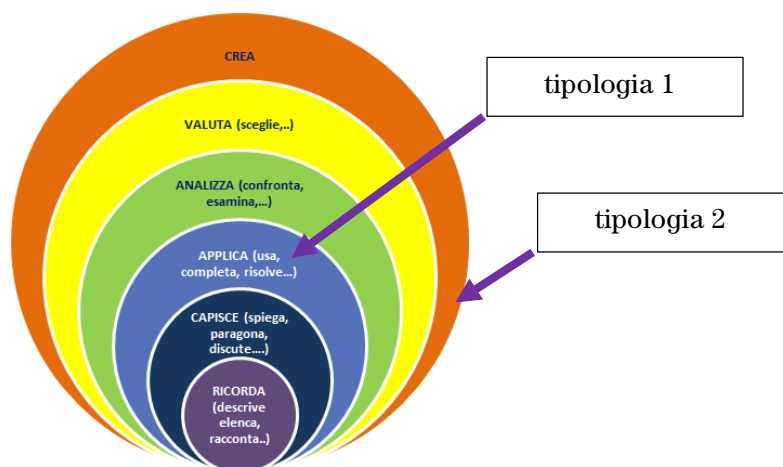 CREA
tipologia 1
VALUTA (sceglie,..)
ANALIZZA (confronta,
esamina,...)
tipologia 2
APPLICA (usa,
completa, risolve...)
CAPISCE (spiega,
paragona,
discute....)
RICORDA
(descrive
elenca,
racconta..)